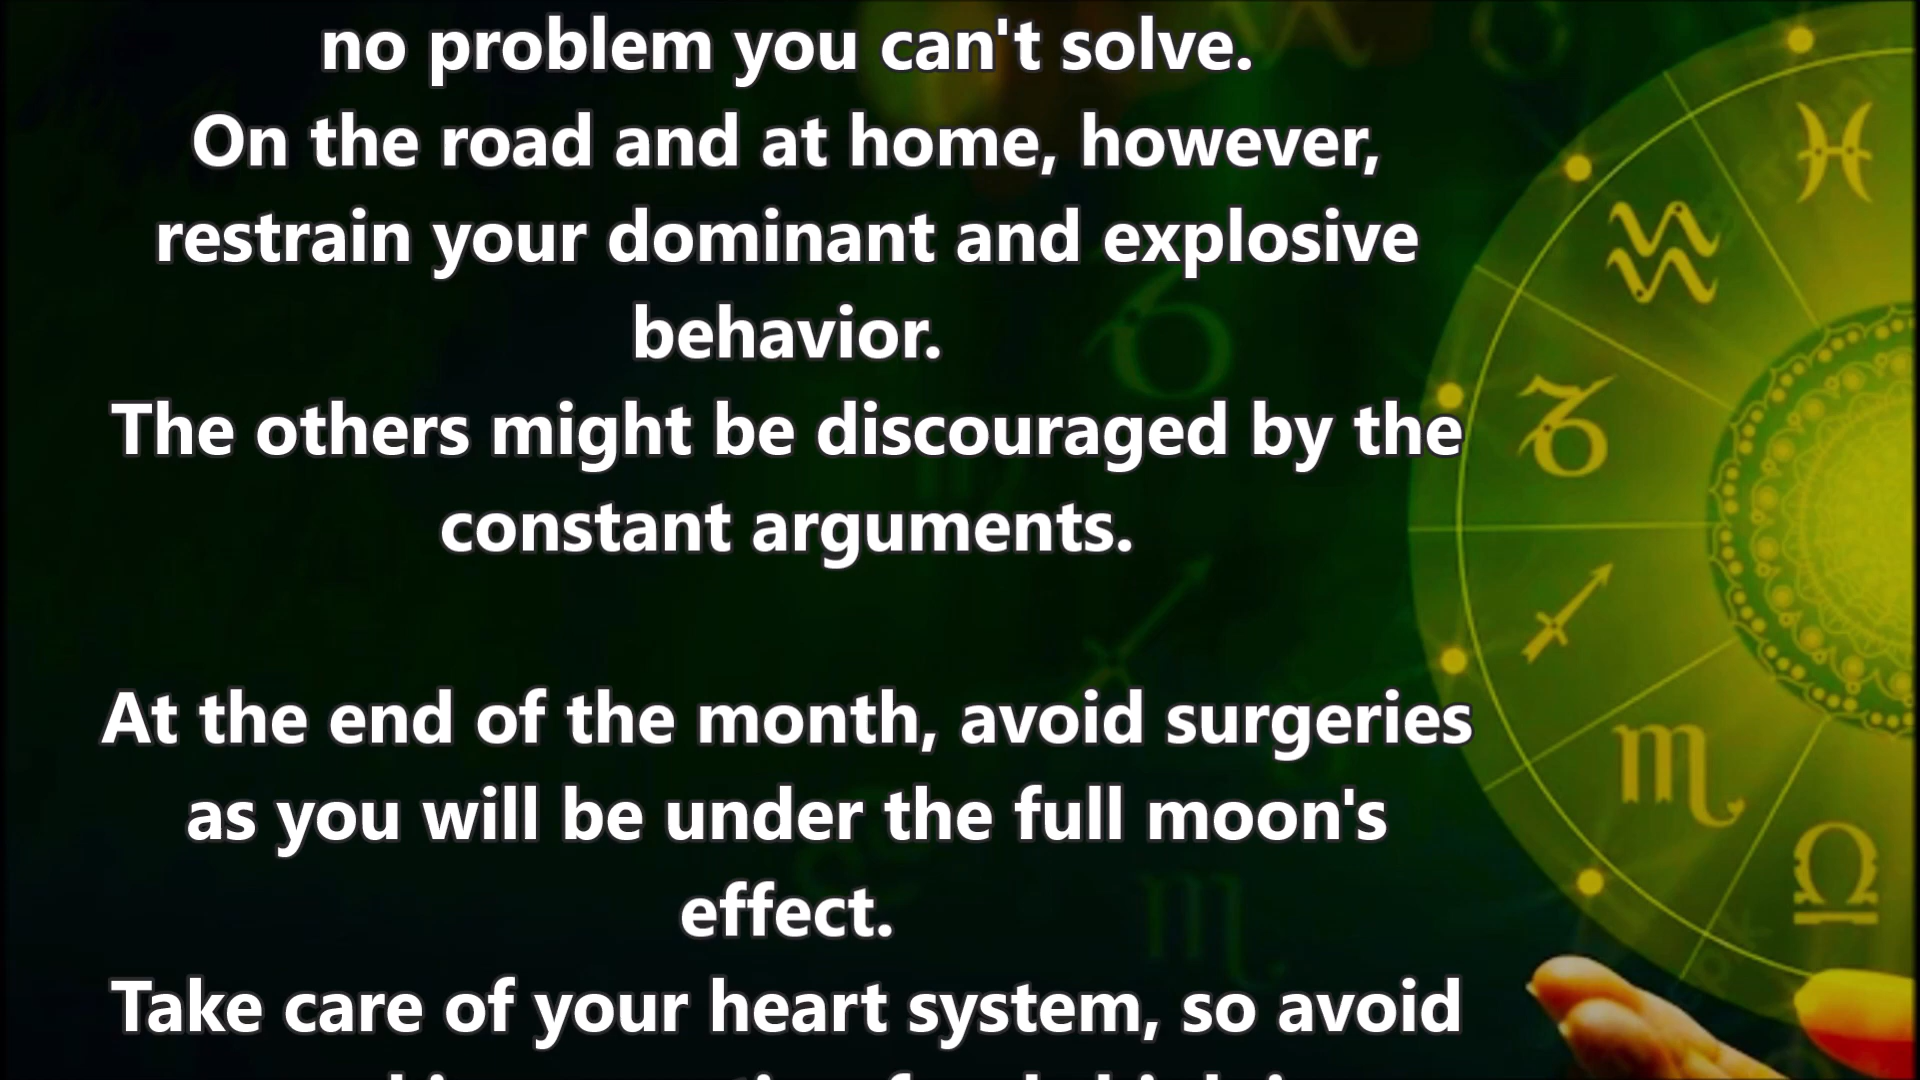 no problem you can't solve.
On the road and at home, however,
restrain your dominant and explosive
behavior.
The others might be discouraged by the
constant arguments.
At the end of the month, avoid surgeries
as you will be under the full moon's
effect.
Take care of your heart system, so avoid